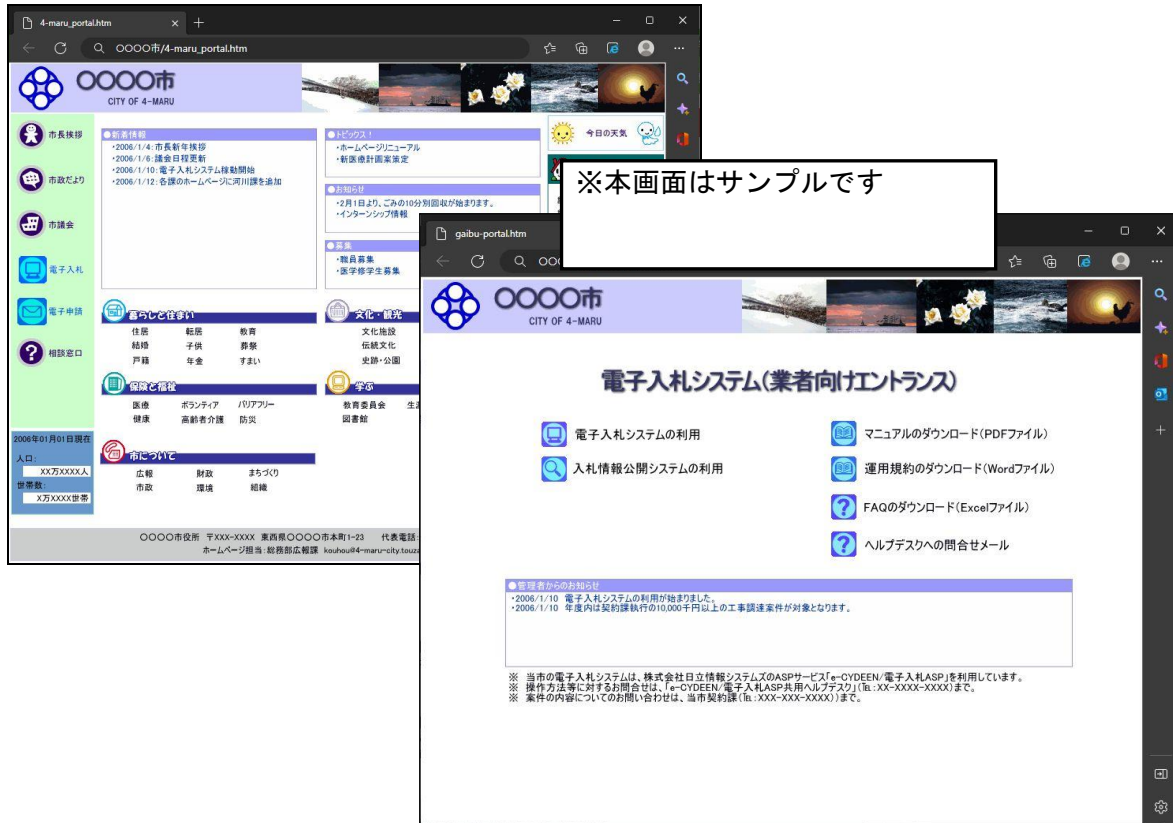 4-maru_portal.htm
〇〇〇〇市/4-maru_portal.htm
〇〇〇〇市
CITY OF 4-MARU
市長挨拶
市政だより
市議会
電子入札
電子申請
相談窓口
2006年01月01日現在
人口:
XX万XXXX人
世帯数:
X万XXXX世帯
●新着情報
・2006/1/4:市長新年挨拶
・2006/1/6:議会日程更新
・2006/1/10:電子入札システム稼動開始
・2006/1/12:各課のホームページに河川課を追加
●トピックス!
・ホームページリニューアル
・新医療計画案策定
●お知らせ
・2月1日より、ごみの10分別回収が始まります。
・インターンシップ情報
●募集
・職員募集
・医学修学生募集
今日の天気
暮らしと住まい
住居 転居 教育
結婚 子供 葬祭
戸籍 年金 すまい
文化・観光
文化施設
伝統文化
史跡・公園
保険と福祉
医療 ボランティア バリアフリー
健康 高齢者介護 防災
学ぶ
教育委員会
図書館
市について
広報 財政 まちづくり
市政 環境 組織
〇〇〇〇市役所 〒XXX-XXXX 東西県〇〇〇〇市本町1-23 代表電話:
ホームページ担当:総務部広報課 kouhou@4-maru-city.touza
※本画面はサンプルです
gaibu-portal.htm
〇〇〇〇市
CITY OF 4-MARU
電子入札システム(業者向けエントランス)
電子入札システムの利用
入札情報公開システムの利用
マニュアルのダウンロード(PDFファイル)
運用規約のダウンロード(Wordファイル)
FAQのダウンロード(Excelファイル)
ヘルプデスクへの問合せメール
●管理者からのお知らせ
・2006/1/10 電子入札システムの利用が始まりました。
・2006/1/10 年度内は契約課執行の10,000千円以上の工事調達案件が対象となります。
※ 当市の電子入札システムは、株式会社日立情報システムズのASPサービス「e-CYDEEN/電子入札ASP」を利用しています。
※ 操作方法等に対するお問合せは、「e-CYDEEN/電子入札ASP共用ヘルプデスク」(℡:XX-XXXX-XXXX)まで。
※ 案件の内容についてのお問い合わせは、当市契約課(℡:XXX-XXX-XXXX))まで。